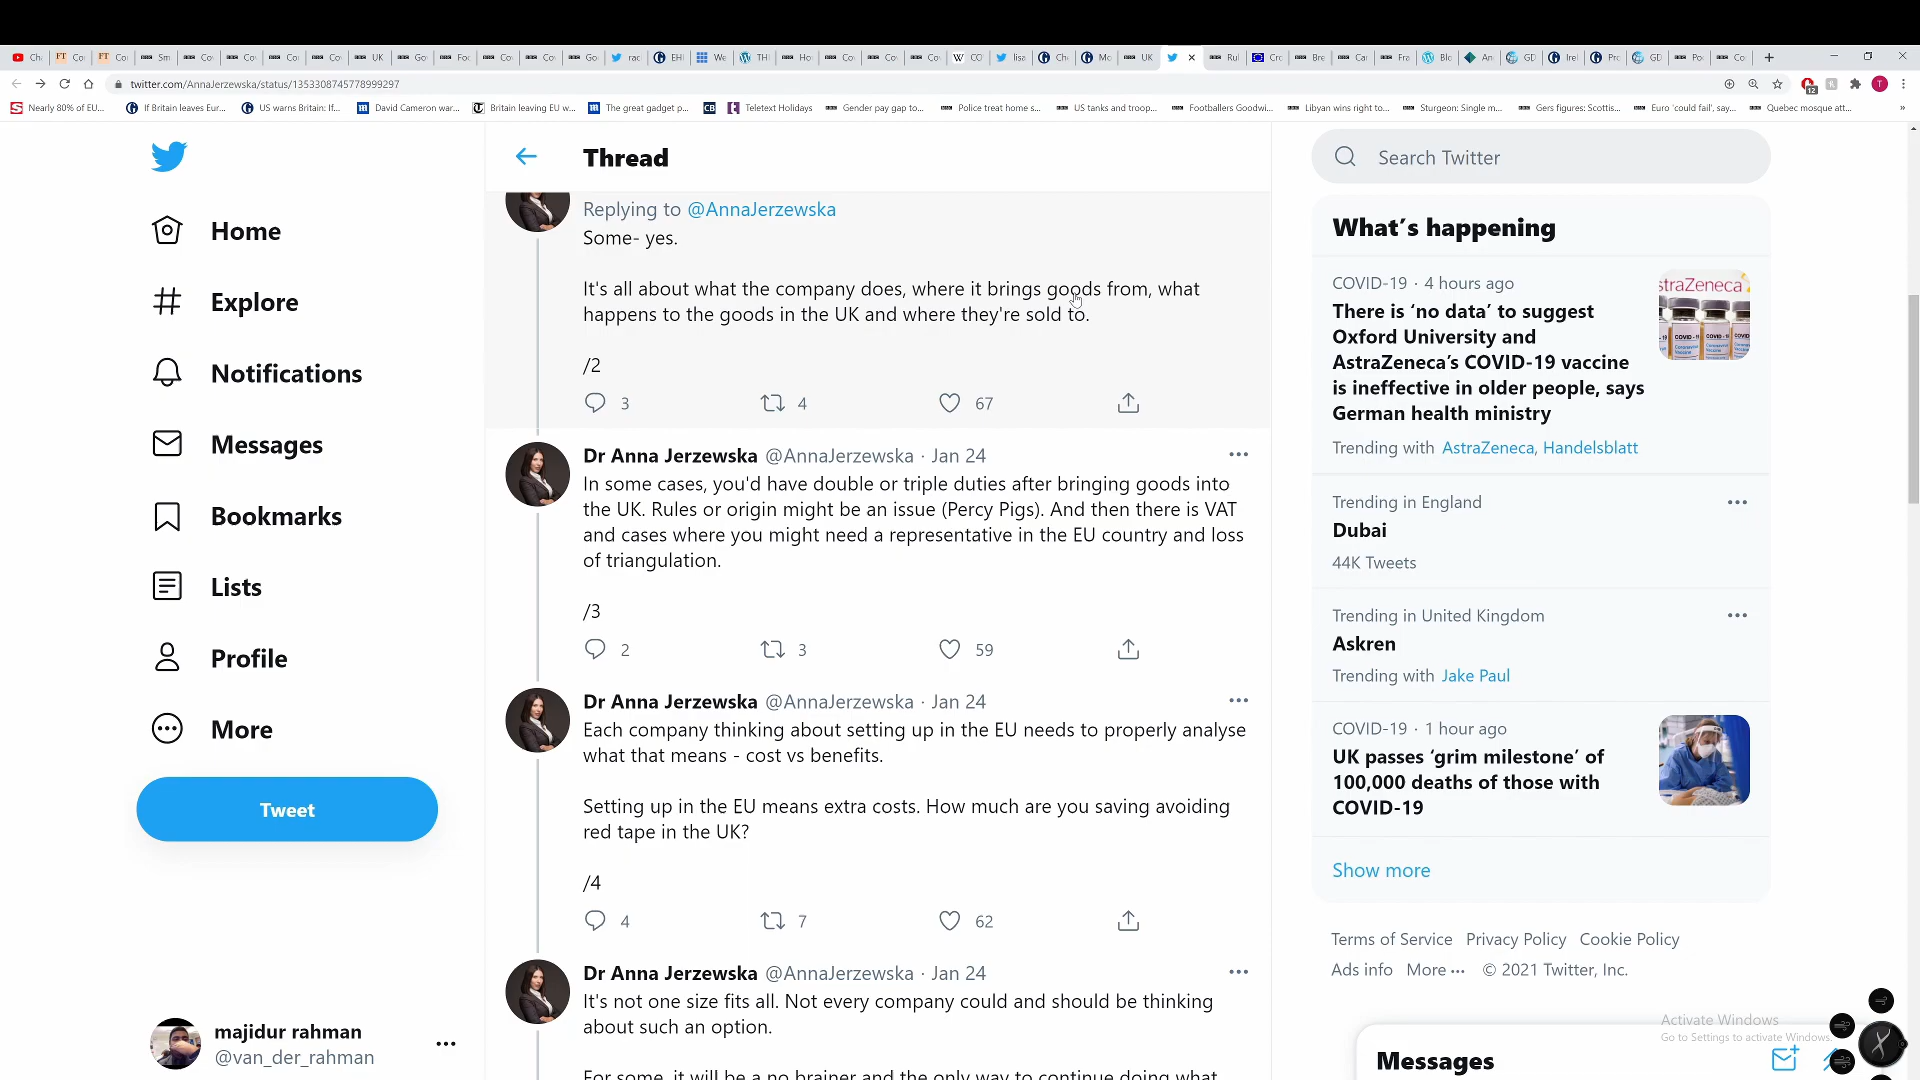 twitter.com/AnnaJerzewska/status/1353308745778999297
Nearly 80% of EU...
If Britain leaves Eur...
US warns Britain: If...
David Cameron war...
Britain leaving EU w...
The great gadget p...
Teletext Holidays
Gender pay gap to...
Police treat home s...
US tanks and troop...
Footballers Goodwi...
Libyan wins right to...
Sturgeon: Single m...
Gers figures: Scottis...
Euro 'could fail', say...
Quebec mosque att...
Home
Explore
Notifications
Messages
Bookmarks
Lists
Profile
More
Tweet
majidur rahman
@van_der_rahman
Thread
Replying to @AnnaJerzewska
Some- yes.
It's all about what the company does, where it brings goods from, what
happens to the goods in the UK and where they're sold to.
/2
3 4 67
Dr Anna Jerzewska @AnnaJerzewska · Jan 24
In some cases, you'd have double or triple duties after bringing goods into
the UK. Rules or origin might be an issue (Percy Pigs). And then there is VAT
and cases where you might need a representative in the EU country and loss
of triangulation.
/3
2 3 59
Dr Anna Jerzewska @AnnaJerzewska · Jan 24
Each company thinking about setting up in the EU needs to properly analyse
what that means - cost vs benefits.
Setting up in the EU means extra costs. How much are you saving avoiding
red tape in the UK?
/4
4 7 62
Dr Anna Jerzewska @AnnaJerzewska · Jan 24
It's not one size fits all. Not every company could and should be thinking
about such an option.
For some, it will be a no brainer and the only way to continue doing what
Search Twitter
What's happening
COVID-19 · 4 hours ago
There is 'no data' to suggest
Oxford University and
AstraZeneca's COVID-19 vaccine
is ineffective in older people, says
German health ministry
Trending with AstraZeneca, Handelsblatt
Trending in England
Dubai
44K Tweets
Trending in United Kingdom
Askren
Trending with Jake Paul
COVID-19 · 1 hour ago
UK passes 'grim milestone' of
100,000 deaths of those with
COVID-19
Show more
Terms of Service Privacy Policy Cookie Policy
Ads info More ··· © 2021 Twitter, Inc.
Activate Windows
Go to Settings to activate Windows.
Messages